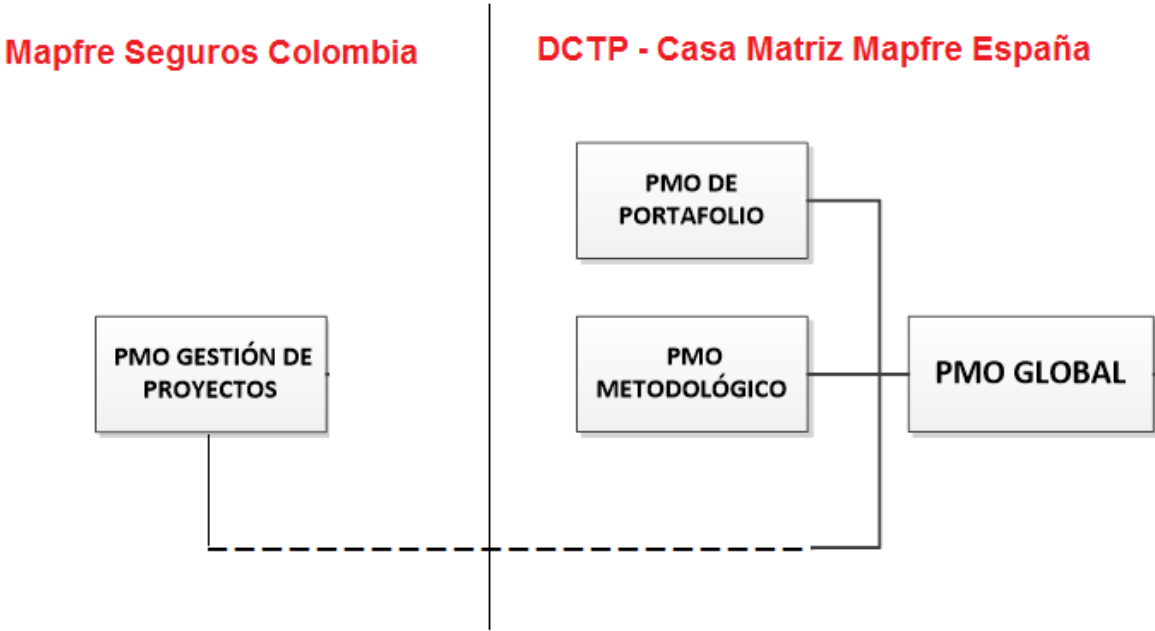 Mapfre Seguros Colombia
DCTP - Casa Matriz Mapfre España
PMO DE
PORTAFOLIO
PMO GESTIÓN DE
PROYECTOS
PMO
METODOLÓGICO
PMO GLOBAL